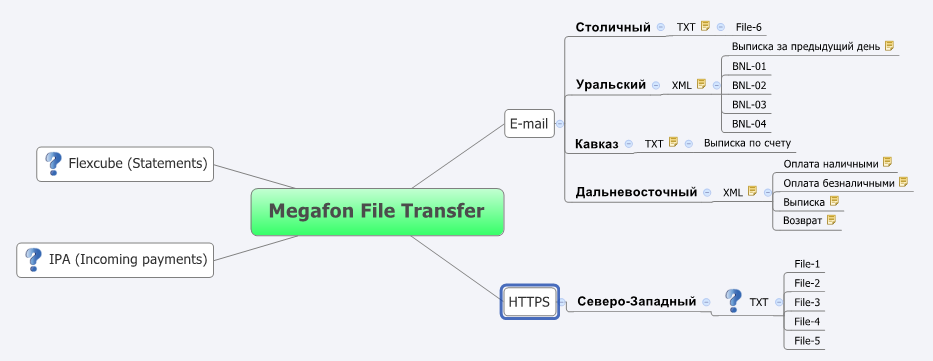 Megafon File Transfer
Flexcube (Statements)
IPA (Incoming payments)
E-mail
Столичный
TXT
File-6
Уральский
XML
Выписка за предыдущий день
BNL-01
BNL-02
BNL-03
BNL-04
Кавказ
TXT
Выписка по счету
Дальневосточный
XML
Оплата наличными
Оплата безналичными
Выписка
Возврат
HTTPS
Северо-Западный
TXT
File-1
File-2
File-3
File-4
File-5